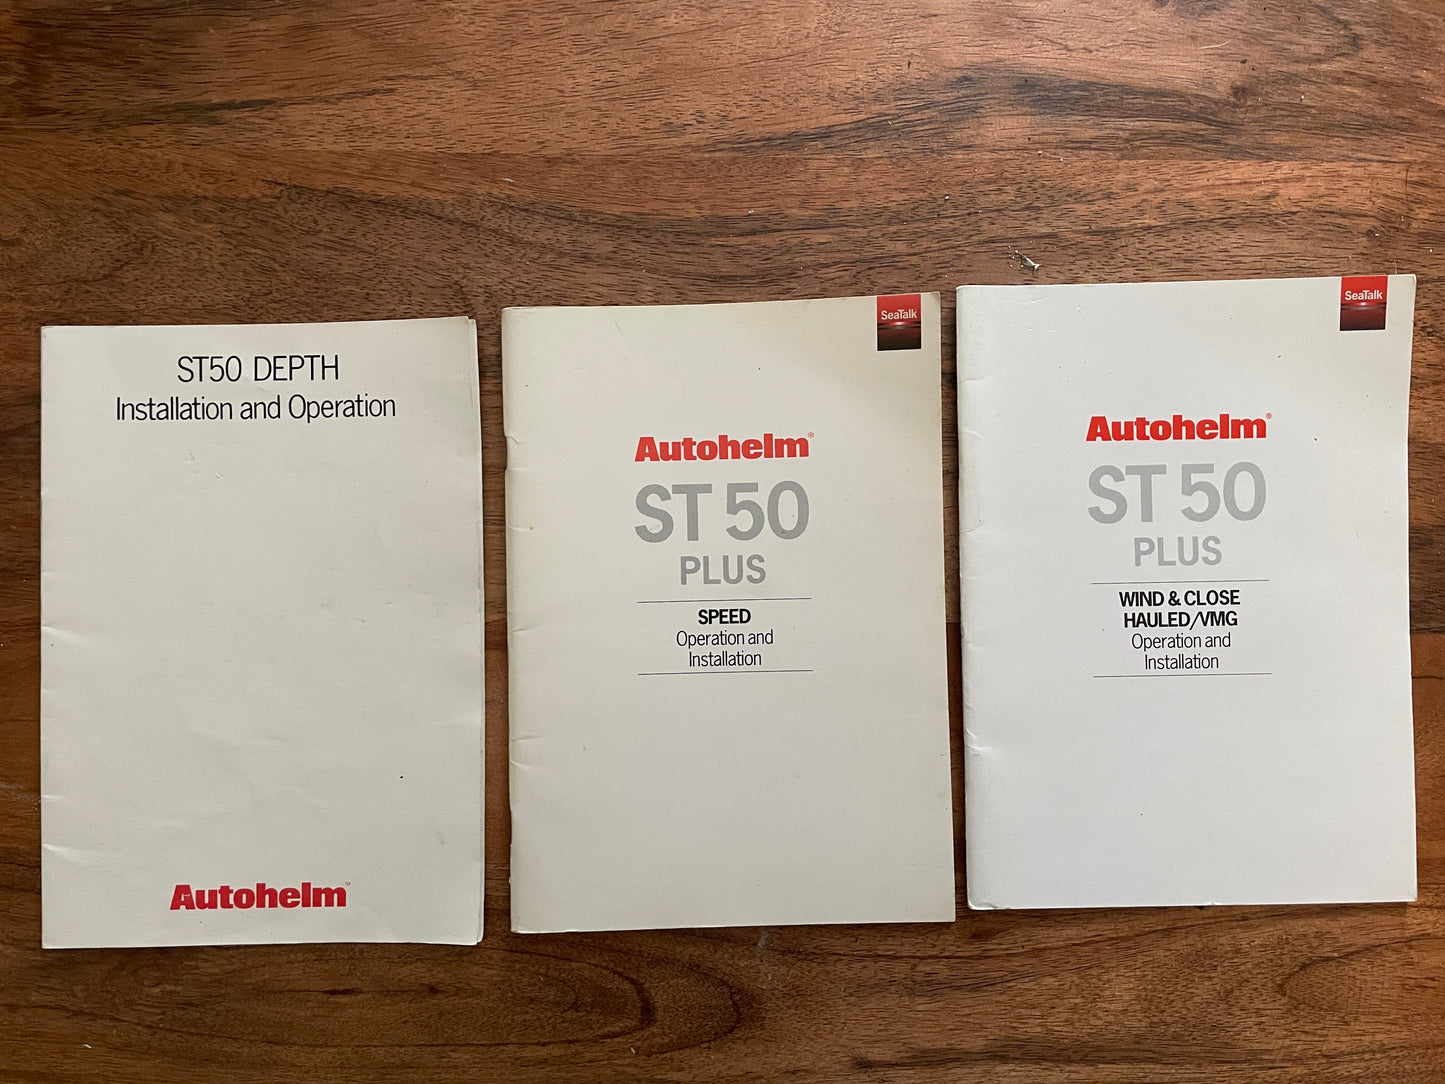 ST50 DEPTH
Installation and Operation
Autohelm™
SeaTalk
Autohelm®
ST 50
PLUS
SPEED
Operation and
Installation
SeaTalk
Autohelm®
ST 50
PLUS
WIND & CLOSE
HAULED/VMG
Operation and
Installation